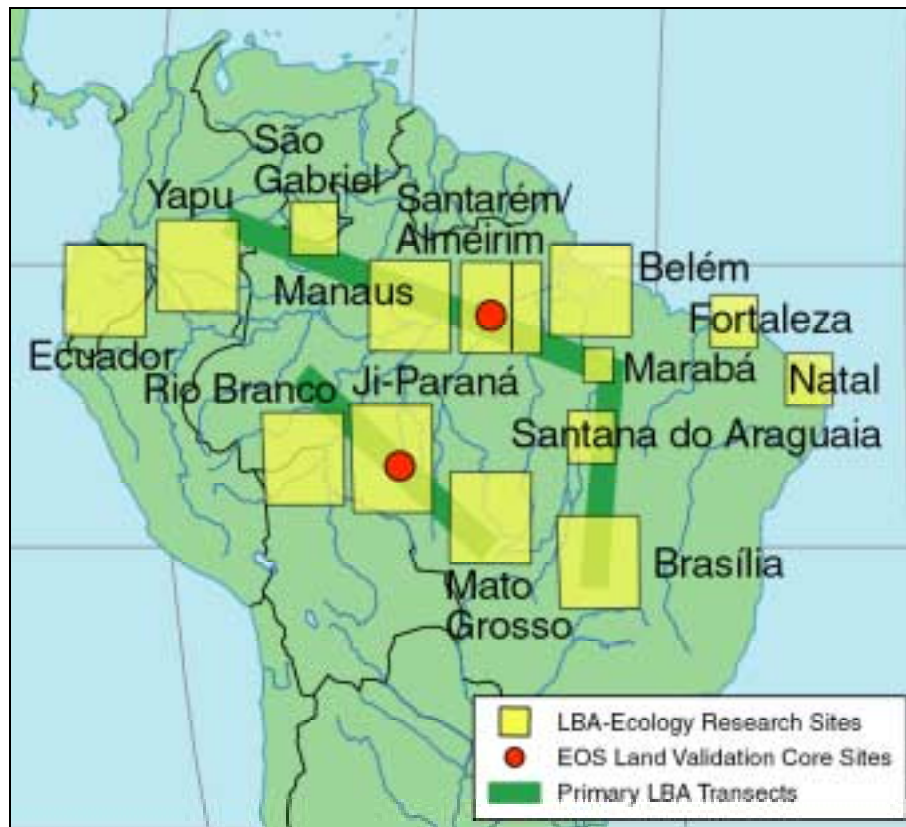 São
Gabriel
Yapu
Santarém/
Almeirim
Belém
Manaus
Fortaleza
Ecuador
Rio Branco
Ji-Paraná
Marabá
Natal
Santana do Araguaia
Brasília
Mato
Grosso
LBA-Ecology Research Sites
EOS Land Validation Core Sites
Primary LBA Transects